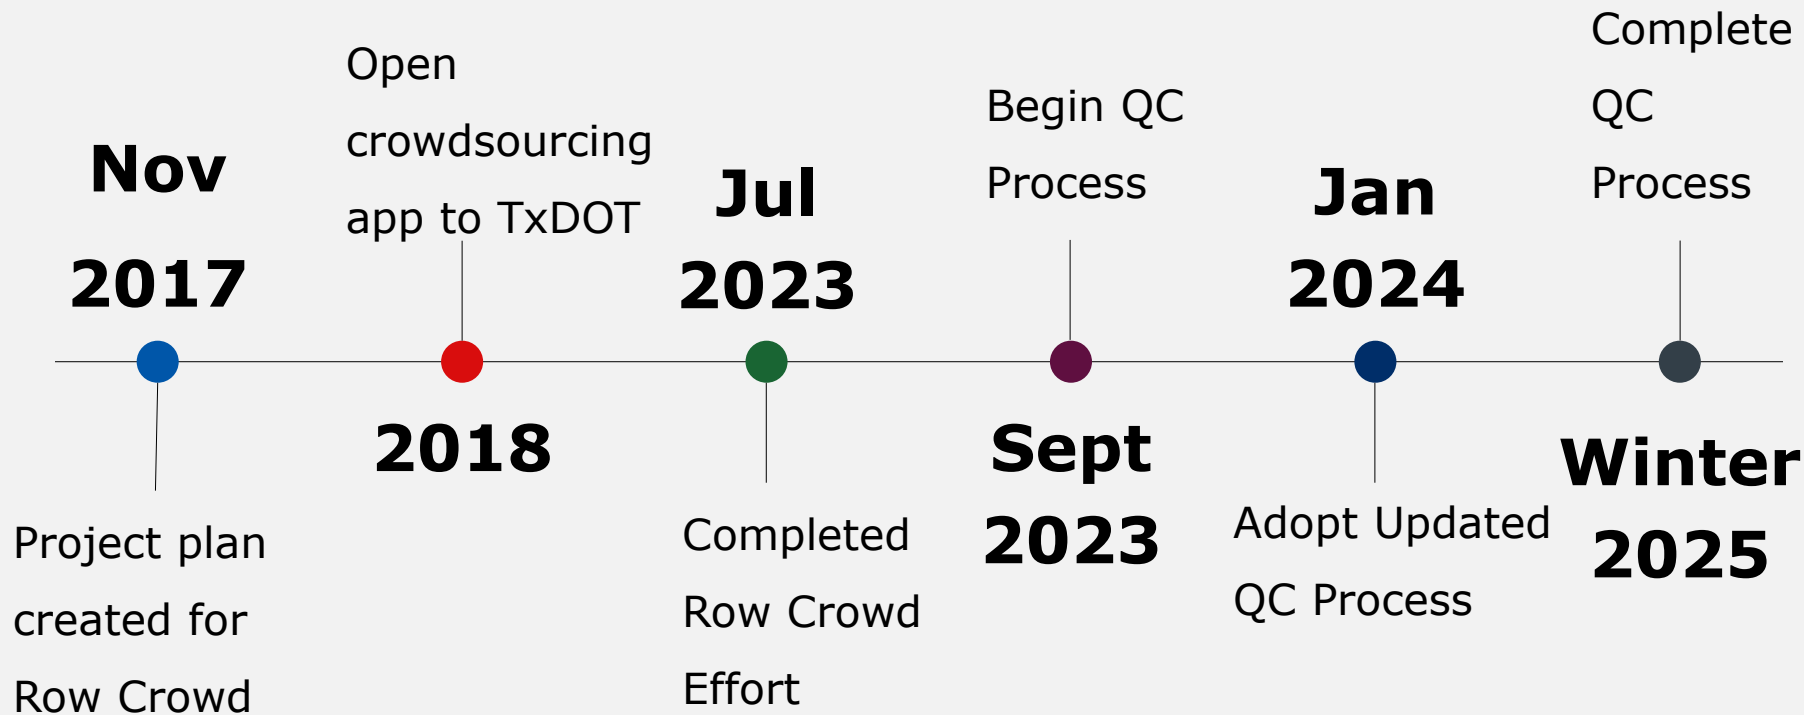 Nov
2017
Project plan
created for
Row Crowd
Open
crowdsourcing
app to TxDOT
2018
Jul
2023
Completed
Row Crowd
Effort
Begin QC
Process
Sept
2023
Jan
2024
Adopt Updated
QC Process
Complete
QC
Process
Winter
2025